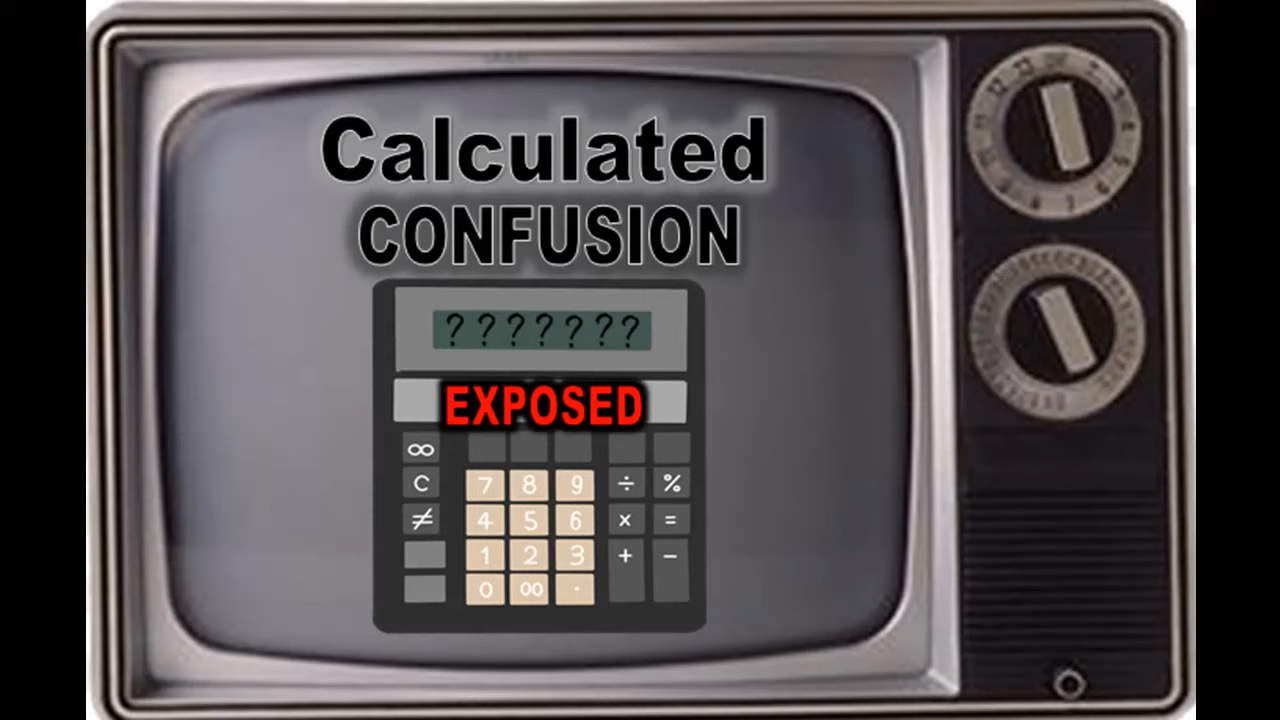 Calculated
CONFUSION
???????
EXPOSED
∞
C 7 8 9 ÷ %
≠ 4 5 6 x =
1 2 3 + −
0 00 ·